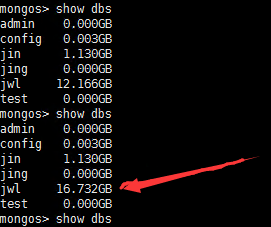 mongos> show dbs
admin 0.000GB
config 0.003GB
jin 1.130GB
jing 0.000GB
jwl 12.166GB
test 0.000GB
mongos> show dbs
admin 0.000GB
config 0.003GB
jin 1.130GB
jing 0.000GB
jwl 16.732GB
test 0.000GB
mongos> show dbs